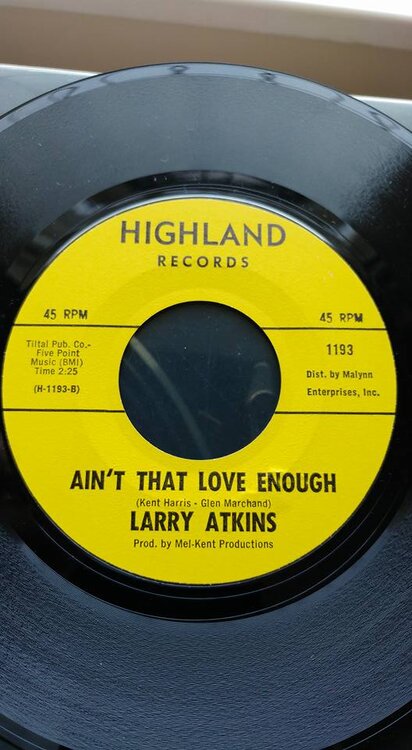 HIGHLAND
RECORDS
45 RPM
45 RPM
Tiltal Pub. Co.-
Five Point
Music (BMI)
Time 2:25
(H-1193-B)
1193
Dist. by Malynn
Enterprises, Inc.
AIN'T THAT LOVE ENOUGH
(Kent Harris - Glen Marchand)
LARRY ATKINS
Prod. by Mel-Kent Productions